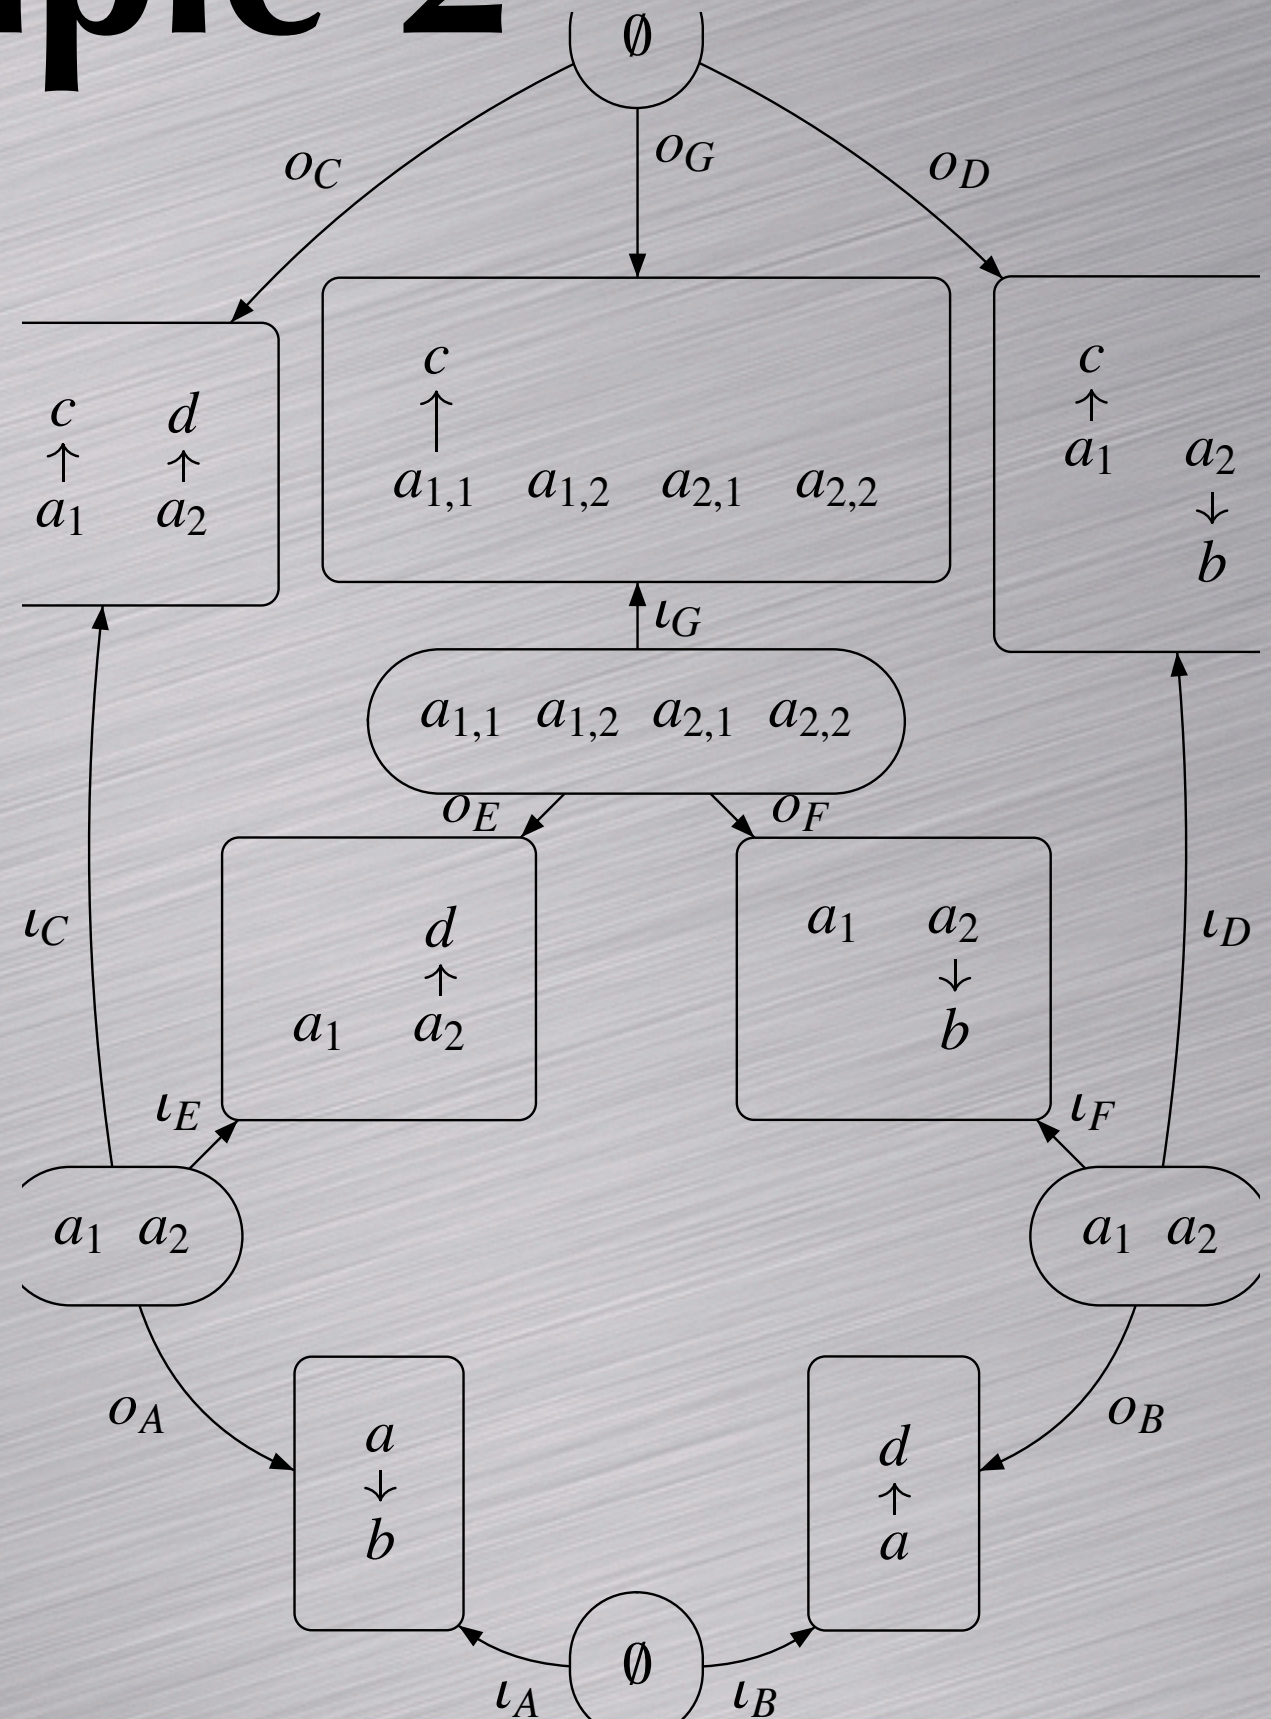 ∅
o_C o_G o_D
c
c
c d
a_1 a_2
a_1 a_2
a_{1,1} a_{1,2} a_{2,1} a_{2,2}
b
ι_G
a_{1,1} a_{1,2} a_{2,1} a_{2,2}
o_E o_F
ι_C
d
a_1 a_2
ι_D
a_1 a_2
b
ι_E ι_F
a_1 a_2
a_1 a_2
o_A o_B
a
b
d
a
∅
ι_A ι_B